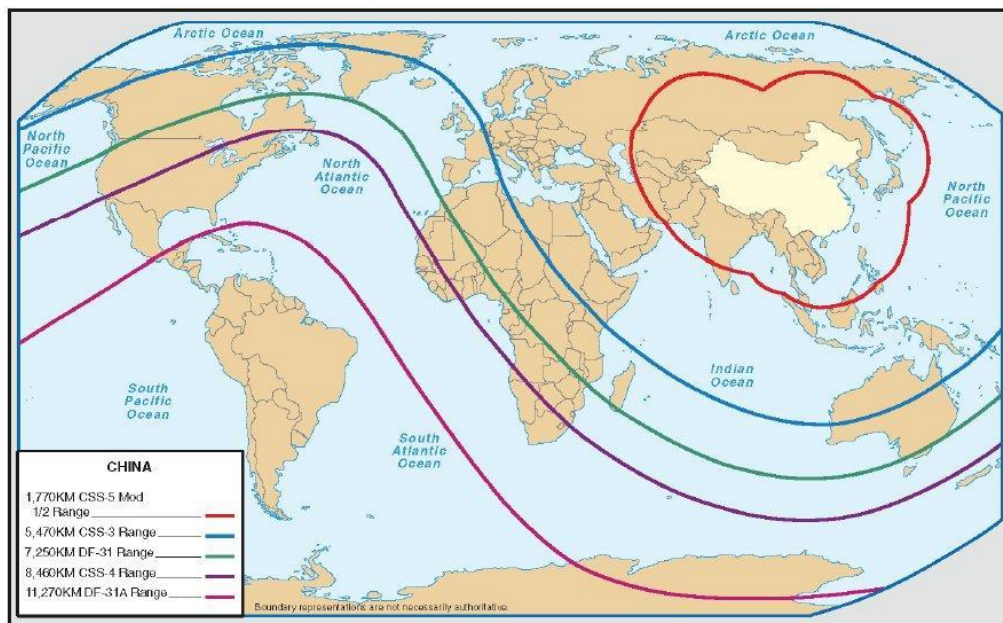 Arctic Ocean
Arctic Ocean
North
Pacific
Ocean
North
Atlantic
Ocean
North
Pacific
Ocean
Indian
Ocean
South
Pacific
Ocean
South
Atlantic
Ocean
CHINA
1,770KM CSS-5 Mod
1/2 Range
5,470KM CSS-3 Range
7,250KM DF-31 Range
8,460KM CSS-4 Range
11,270KM DF-31A Range
Boundary representations are not necessarily authoritative.